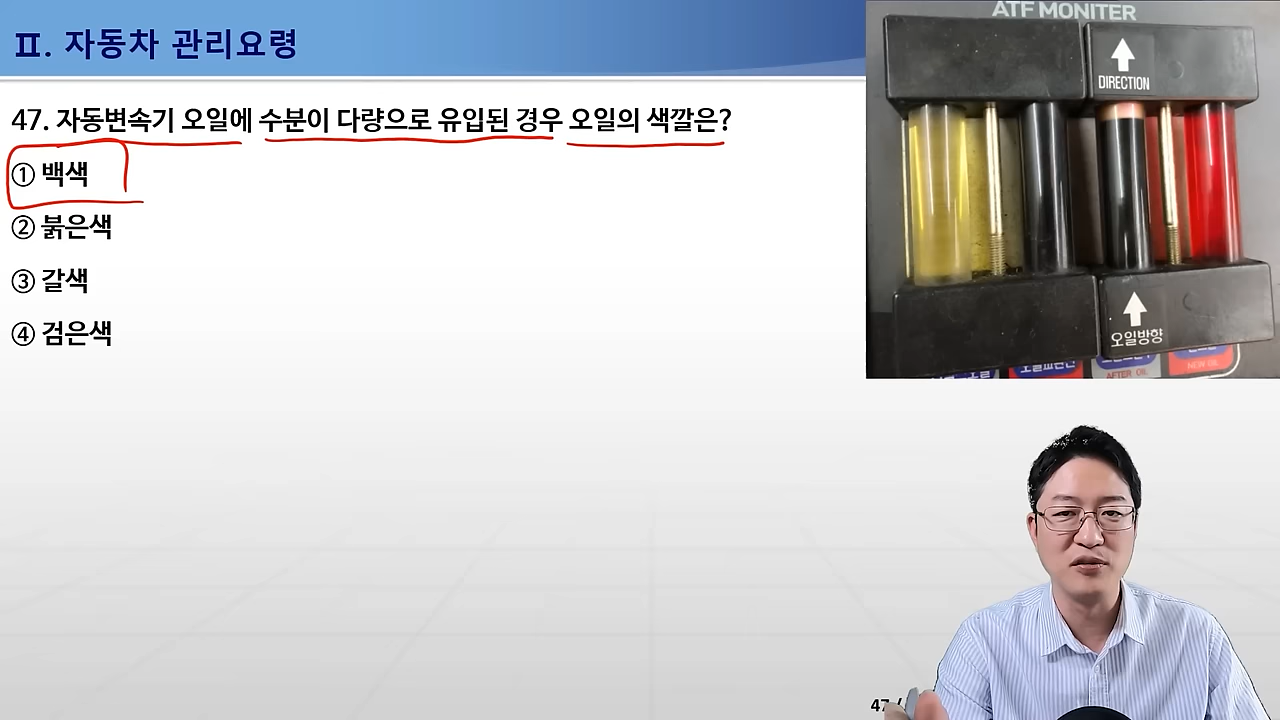 Ⅱ. 자동차 관리요령
47. 자동변속기 오일에 수분이 다량으로 유입된 경우 오일의 색깔은?
① 백색
② 붉은색
③ 갈색
④ 검은색
ATF MONITER
DIRECTION
오일방향
AFTER OIL
NEW OIL
47 /